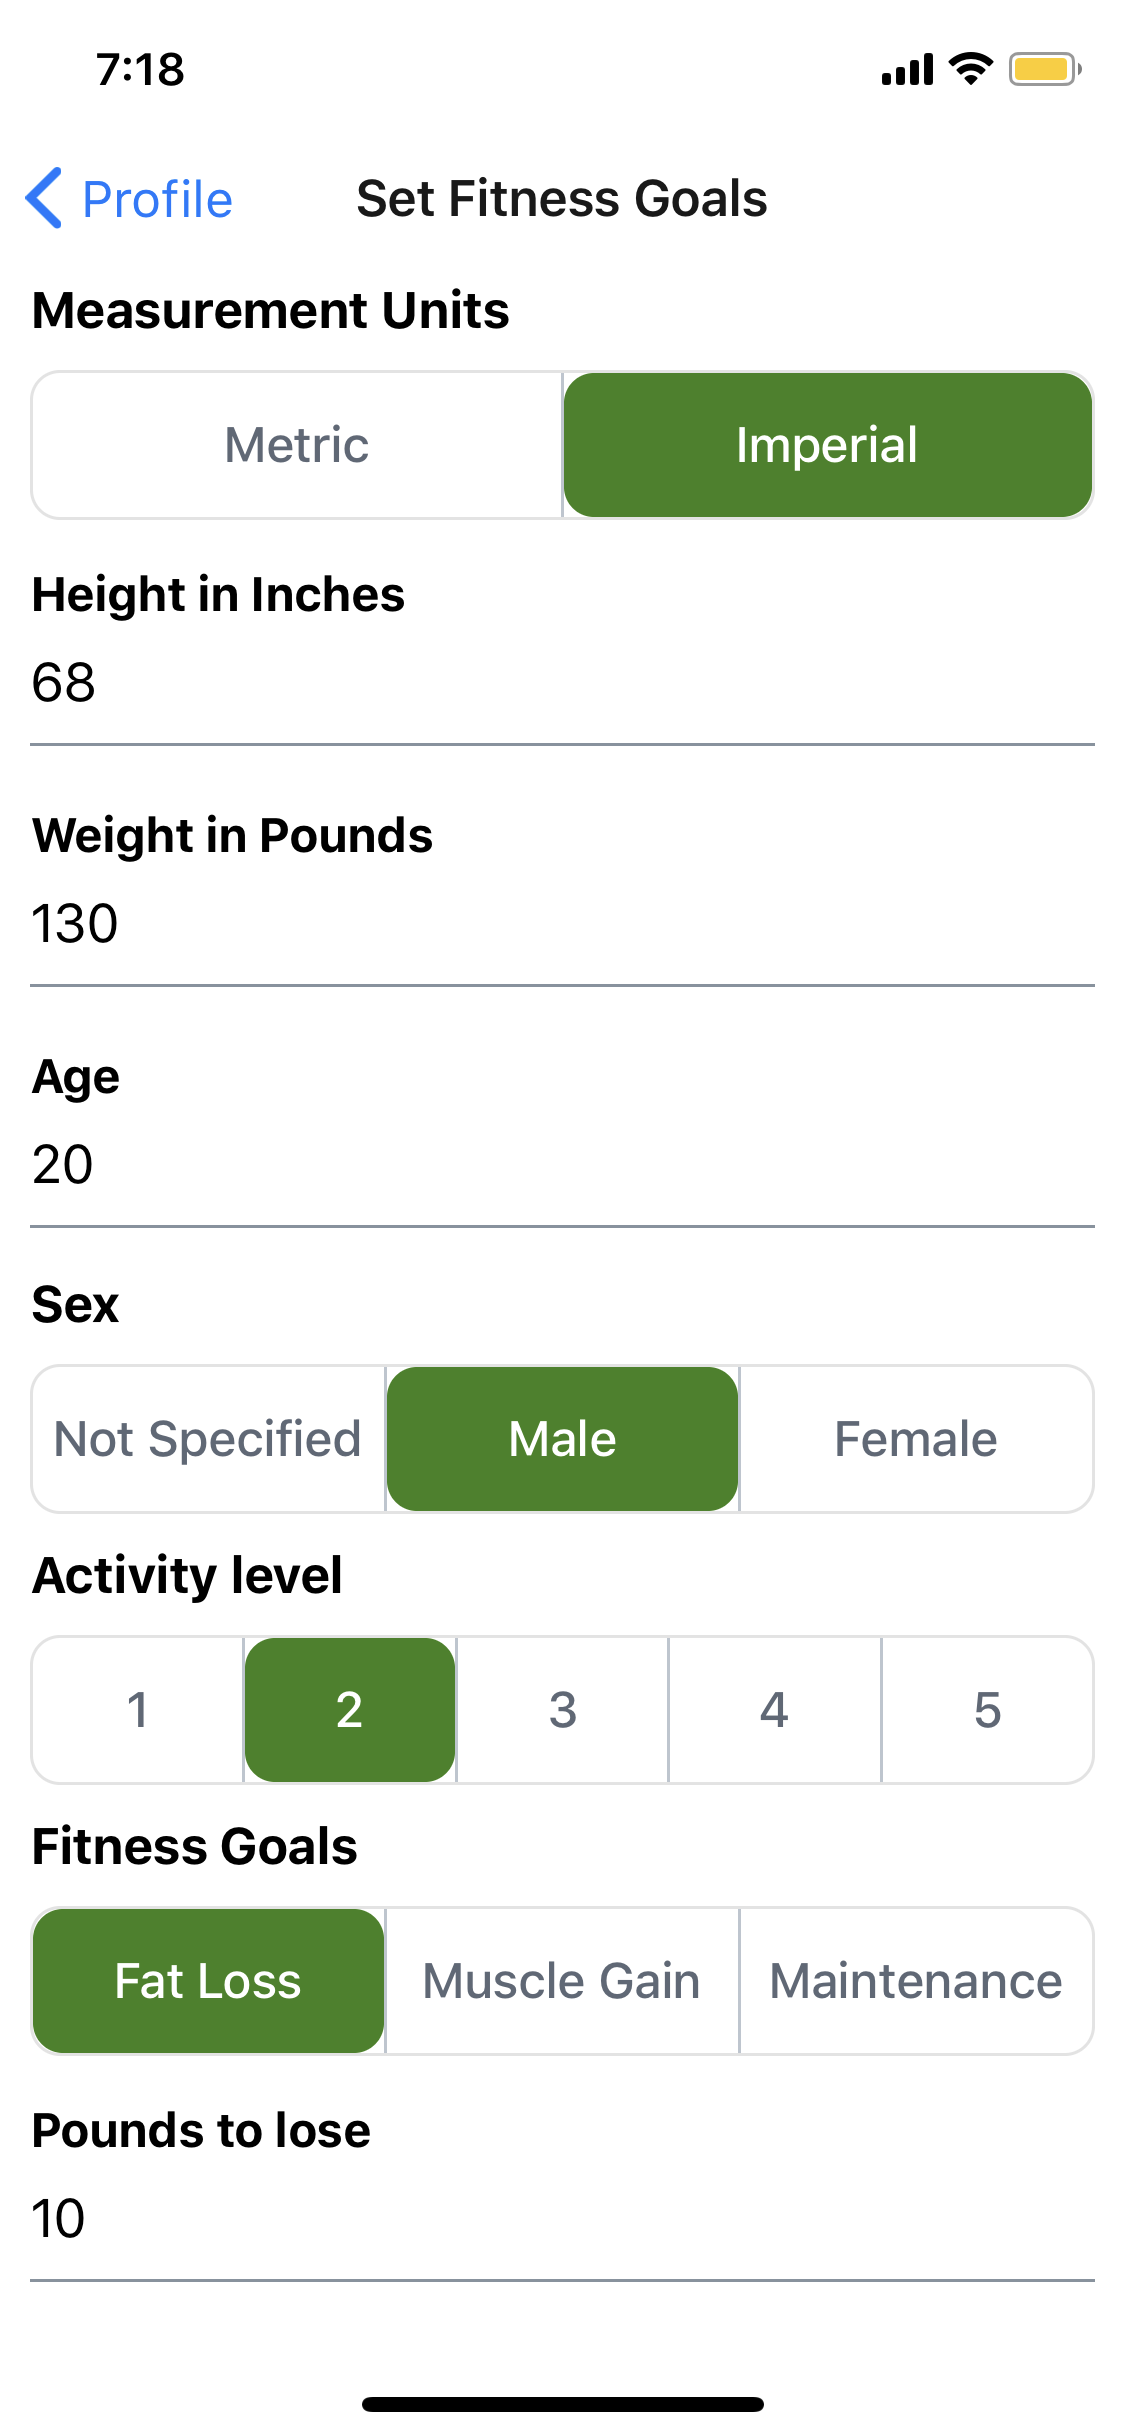 7:18
Profile Set Fitness Goals
Measurement Units
Metric Imperial
Height in Inches
68
Weight in Pounds
130
Age
20
Sex
Not Specified Male Female
Activity level
1 2 3 4 5
Fitness Goals
Fat Loss Muscle Gain Maintenance
Pounds to lose
10